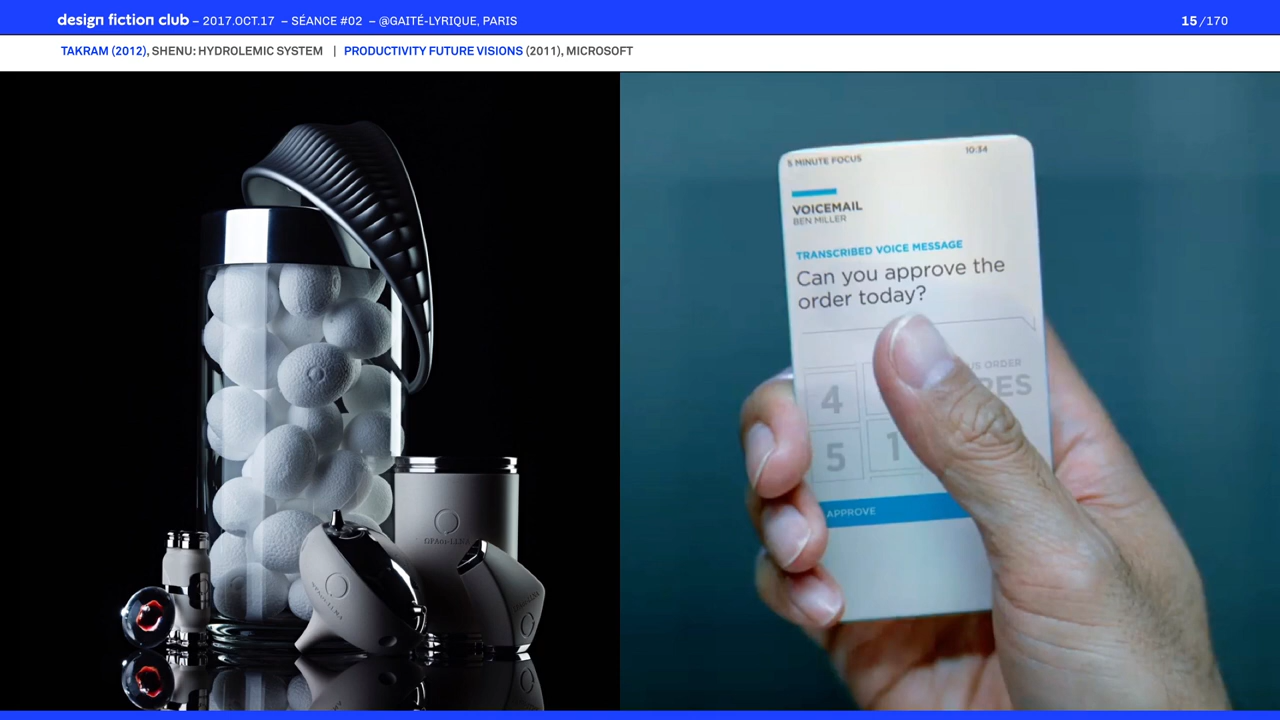 design fiction club – 2017.OCT.17 – SÉANCE #02 – @GAITÉ-LYRIQUE, PARIS
15/170
TAKRAM (2012), SHENU: HYDROLEMIC SYSTEM | PRODUCTIVITY FUTURE VISIONS (2011), MICROSOFT
5 MINUTE FOCUS
10:34
VOICEMAIL
BEN MILLER
TRANSCRIBED VOICE MESSAGE
Can you approve the
order today?
ORDER
4
5 1
APPROVE